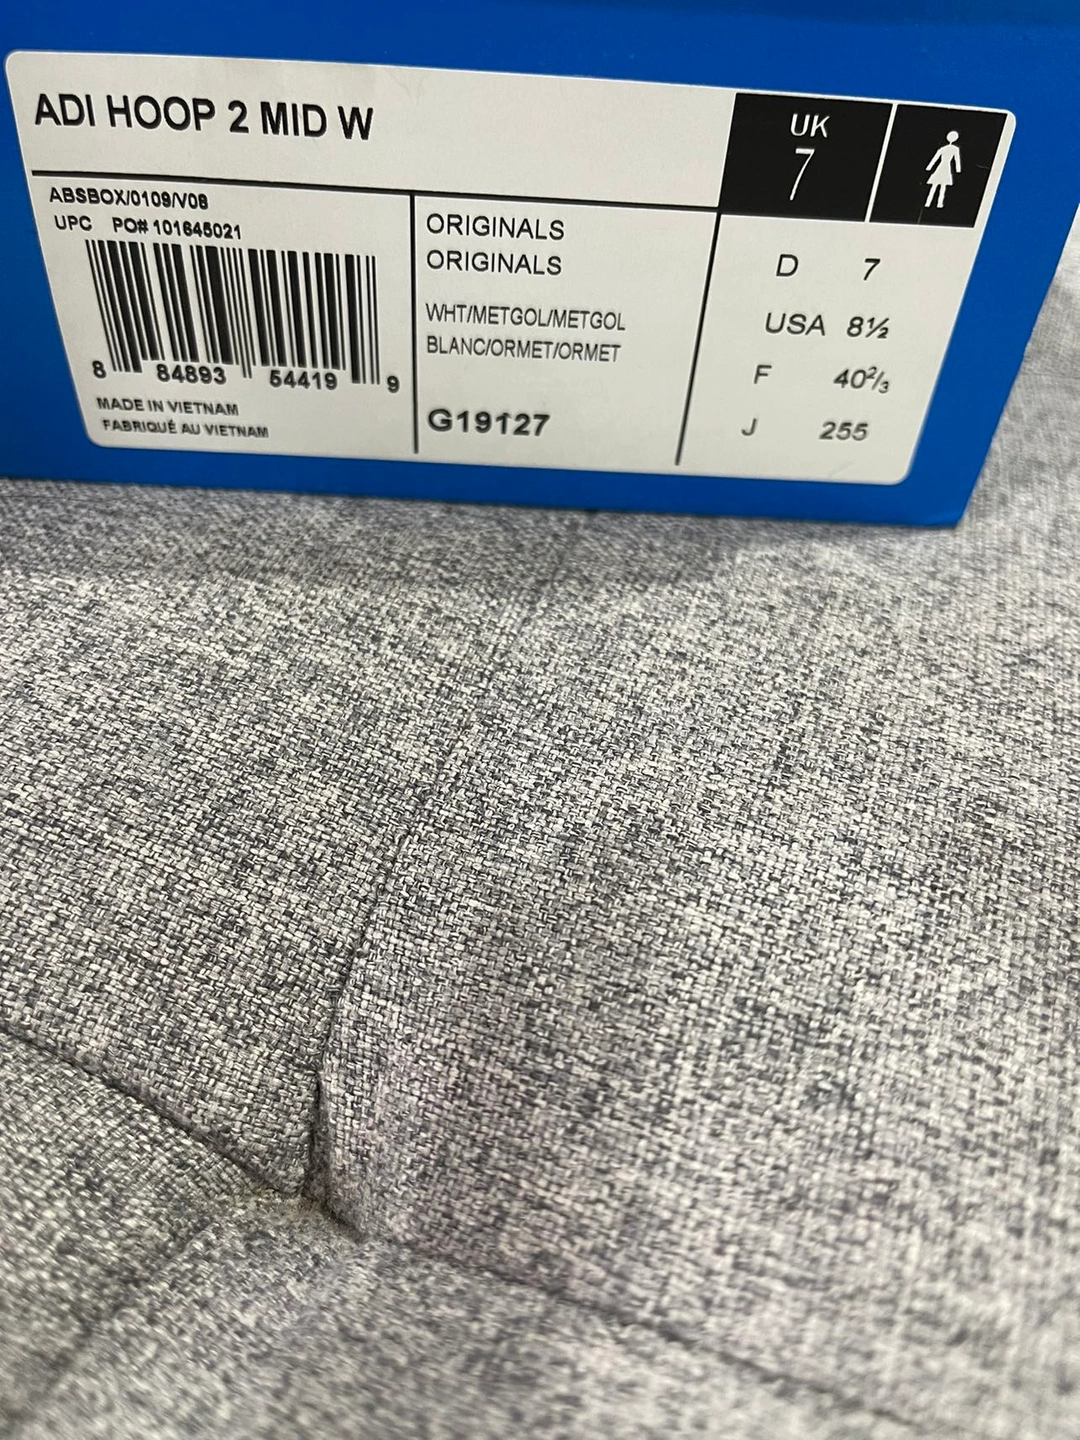 ADI HOOP 2 MID W
UK
7
ABSBOX/0109/V08
UPC PO# 101645021
8 84893 54419 9
MADE IN VIETNAM
FABRIQUÉ AU VIETNAM
ORIGINALS
ORIGINALS
WHT/METGOL/METGOL
BLANC/ORMET/ORMET
G19127
D 7
USA 8½
F 40⅔
J 255